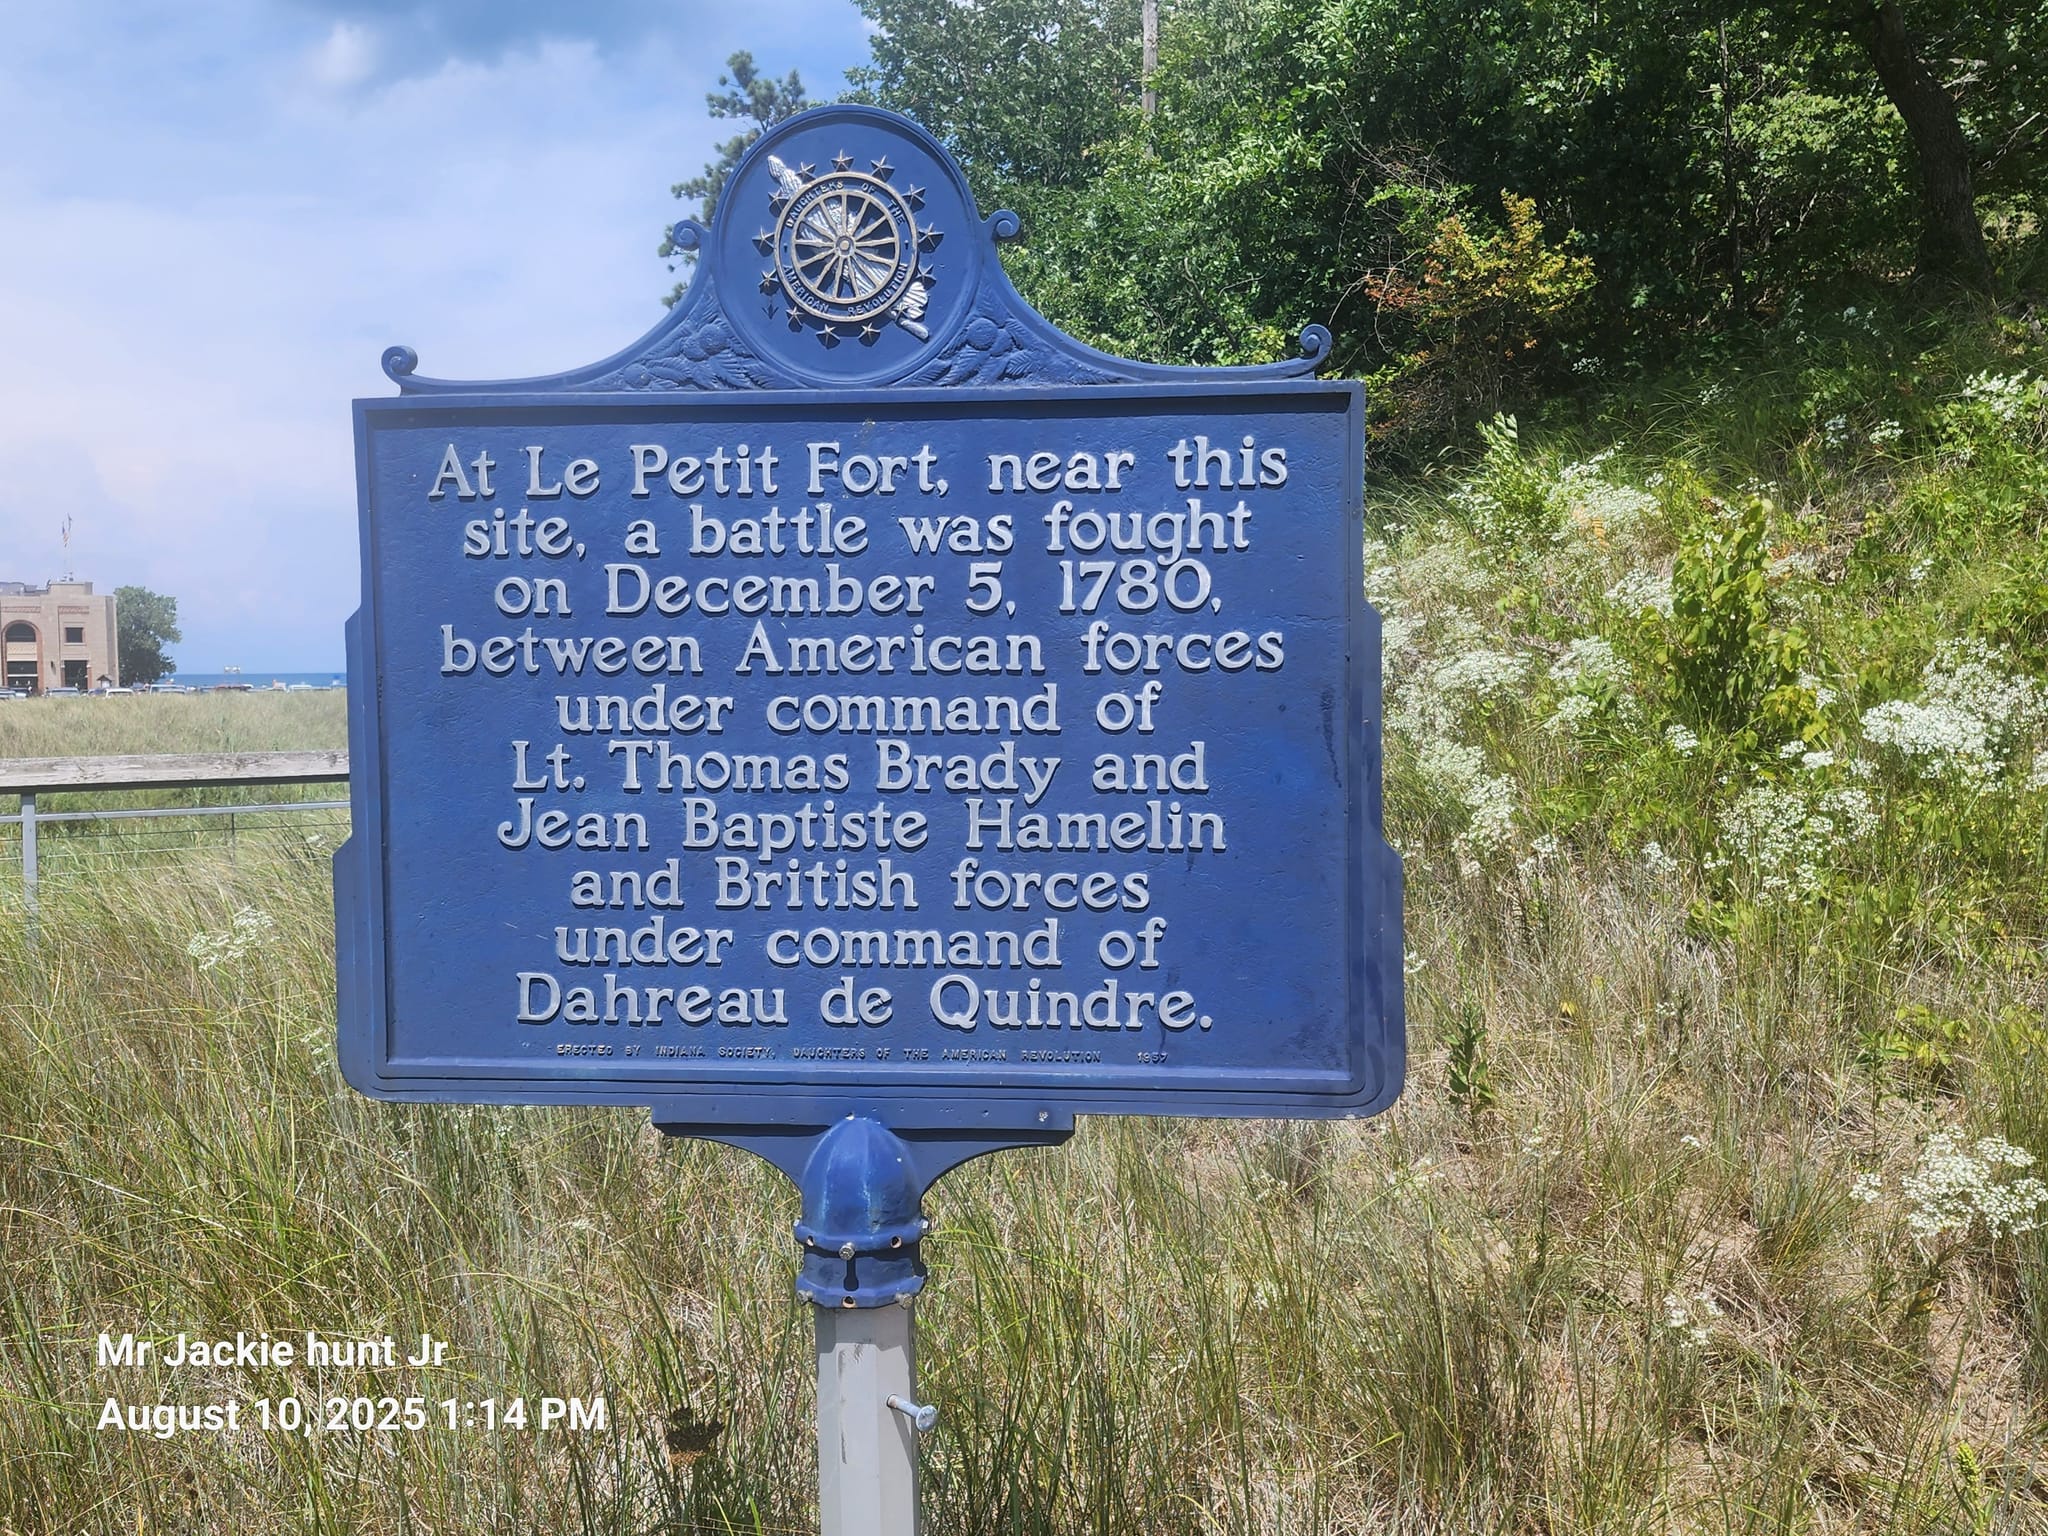 DAUGHTERS OF THE
AMERICAN REVOLUTION
At Le Petit Fort, near this
site, a battle was fought
on December 5, 1780,
between American forces
under command of
Lt. Thomas Brady and
Jean Baptiste Hamelin
and British forces
under command of
Dahreau de Quindre.
ERECTED BY INDIANA SOCIETY, DAUGHTERS OF THE AMERICAN REVOLUTION
Mr Jackie hunt Jr
August 10, 2025 1:14 PM